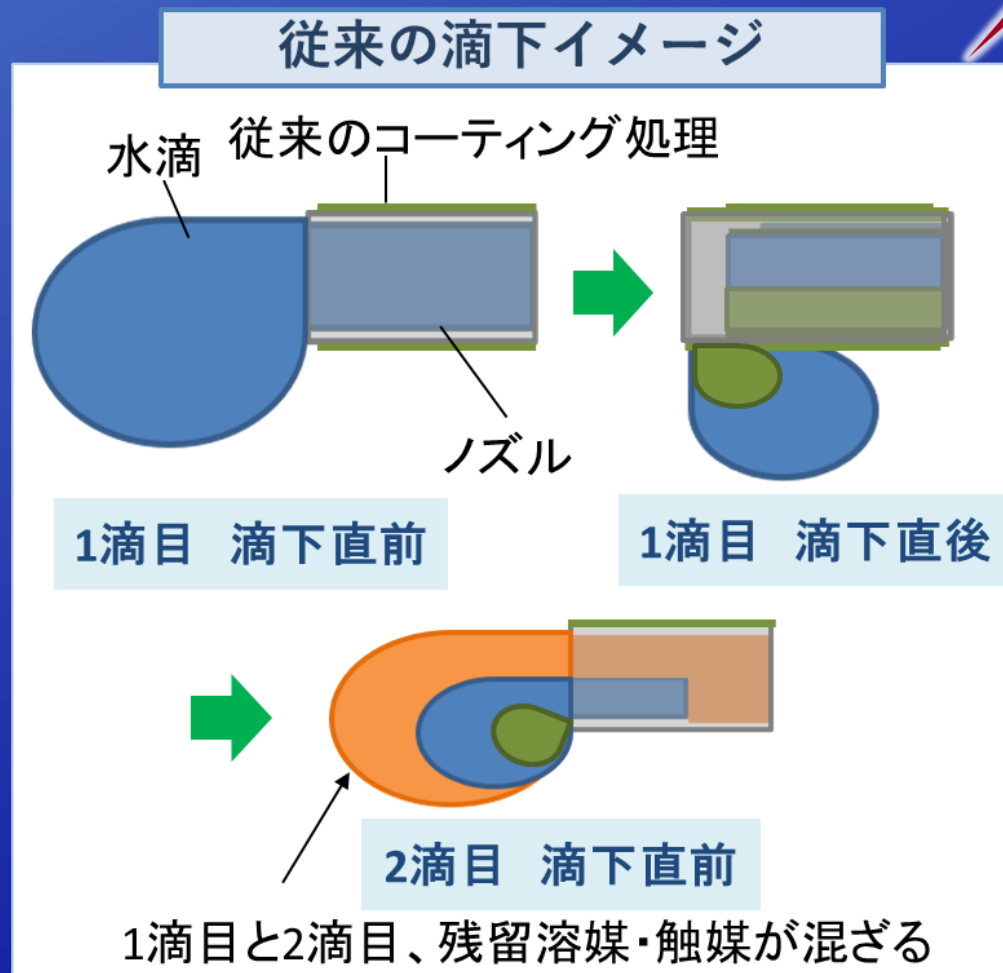 従来の滴下イメージ
水滴
従来のコーティング処理
ノズル
1滴目 滴下直前
1滴目 滴下直後
2滴目 滴下直前
1滴目と2滴目、残留溶媒・触媒が混ざる